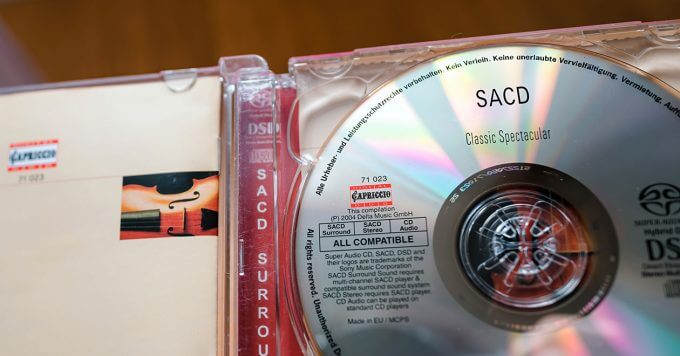 DIGITAL
CAPRICCIO
71 023
DSD
SACD SURROU
Alle Urheber- und Leistungsschutzrechte vorbehalten. Kein Verleih. Keine unerlaubte Vervielfältigung, Vermietung, Auff
SACD
Classic Spectacular
71 023
CAPRICCIO
This compilation
(P) 2004 Delta Music GmbH
SACD Surround
SACD Stereo
CD Audio
ALL COMPATIBLE
Super Audio CD, SACD, DSD and
their logos are trademarks of the
Sony Music Corporation
SACD Surround Sound requires
multi-channel SACD player &
compatible surround sound system
SACD Stereo requires SACD player.
CD Audio can be played on
standard CD players
Made in EU / MCPS
All rights reserved. Unauthorized Du
SUPER AUDIO
Hybrid
DS